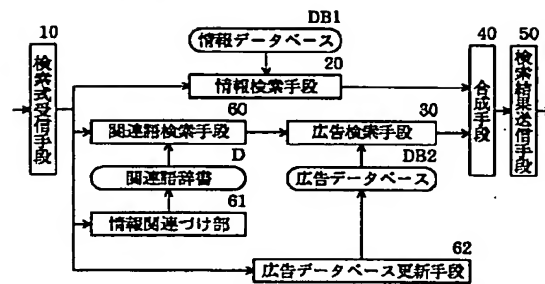 DB1
情報データベース
10
検索式受信手段
20
情報検索手段
40
合成手段
50
検索結果送信手段
60
関連語検索手段
30
広告検索手段
D
関連語辞書
DB2
広告データベース
61
情報関連づけ部
62
広告データベース更新手段